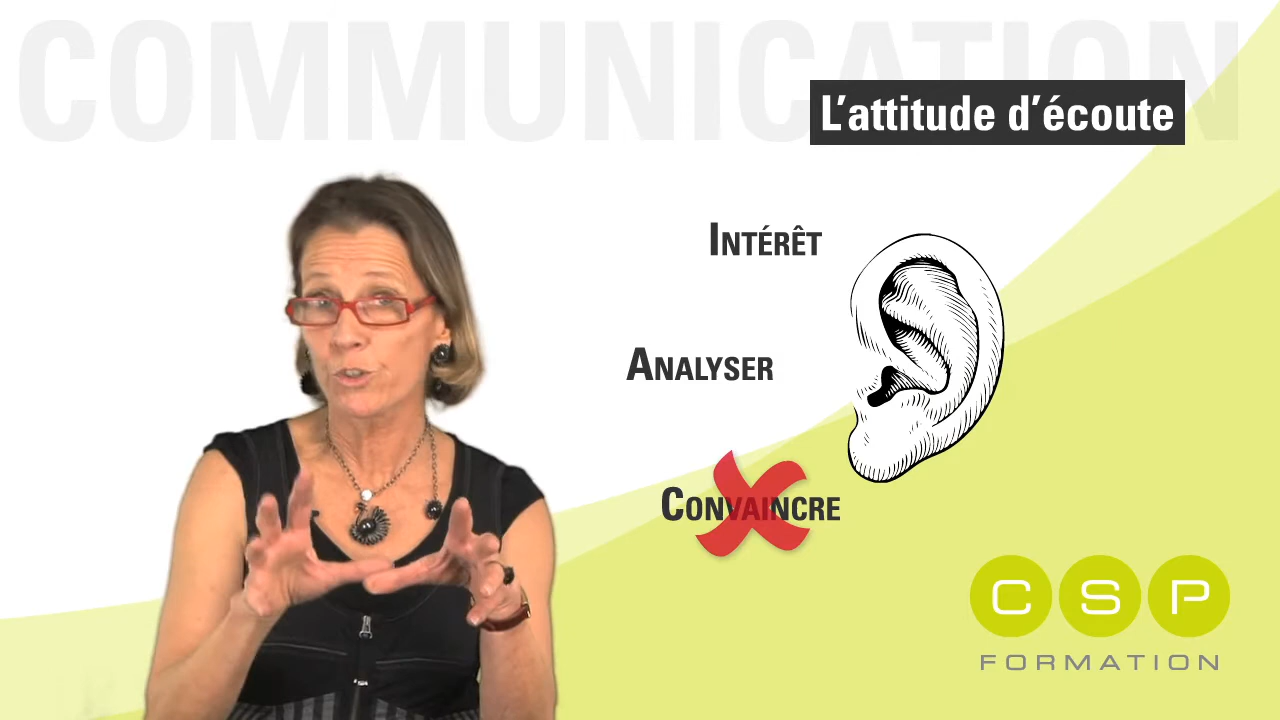 COMMUNICATION
L'attitude d'écoute
INTÉRÊT
ANALYSER
CONVAINCRE
CSP
FORMATION